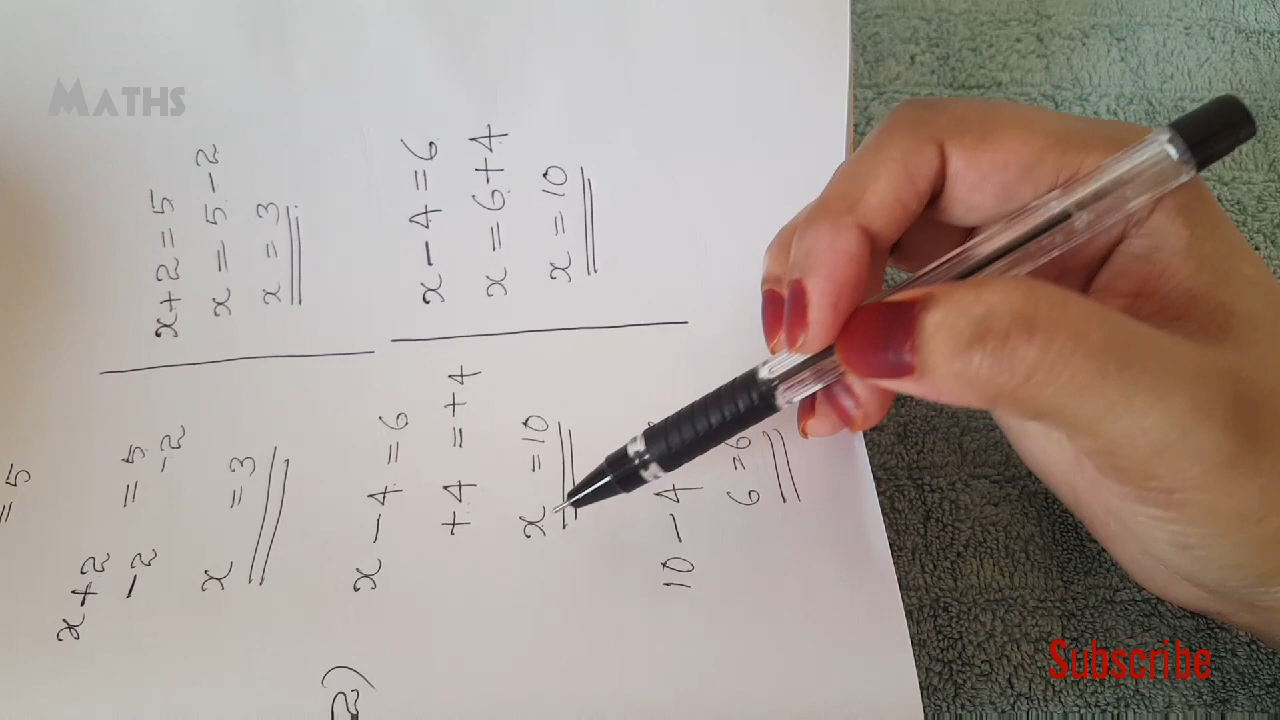 MATHS
= 5
x+2 = 5
-2 -2
x = 3
x+2=5
x = 5-2
x = 3
2)
x-4 = 6
+4 = +4
x = 10
10-4
6 = 6
x-4=6
x = 6+4
x = 10
Subscribe